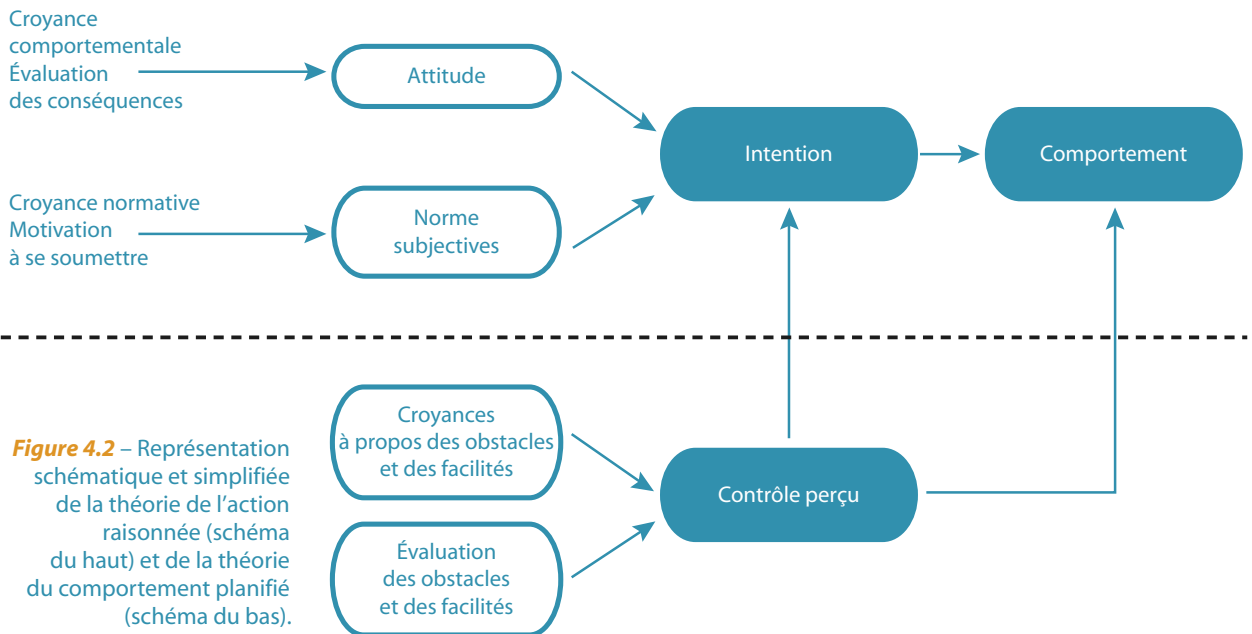 Croyance
comportementale
Évaluation
des conséquences
Attitude
Intention
Comportement
Croyance normative
Motivation
à se soumettre
Norme
subjectives
Croyances
à propos des obstacles
et des facilités
Contrôle perçu
Évaluation
des obstacles
et des facilités
Figure 4.2 – Représentation
schématique et simplifiée
de la théorie de l’action
raisonnée (schéma
du haut) et de la théorie
du comportement planifié
(schéma du bas).